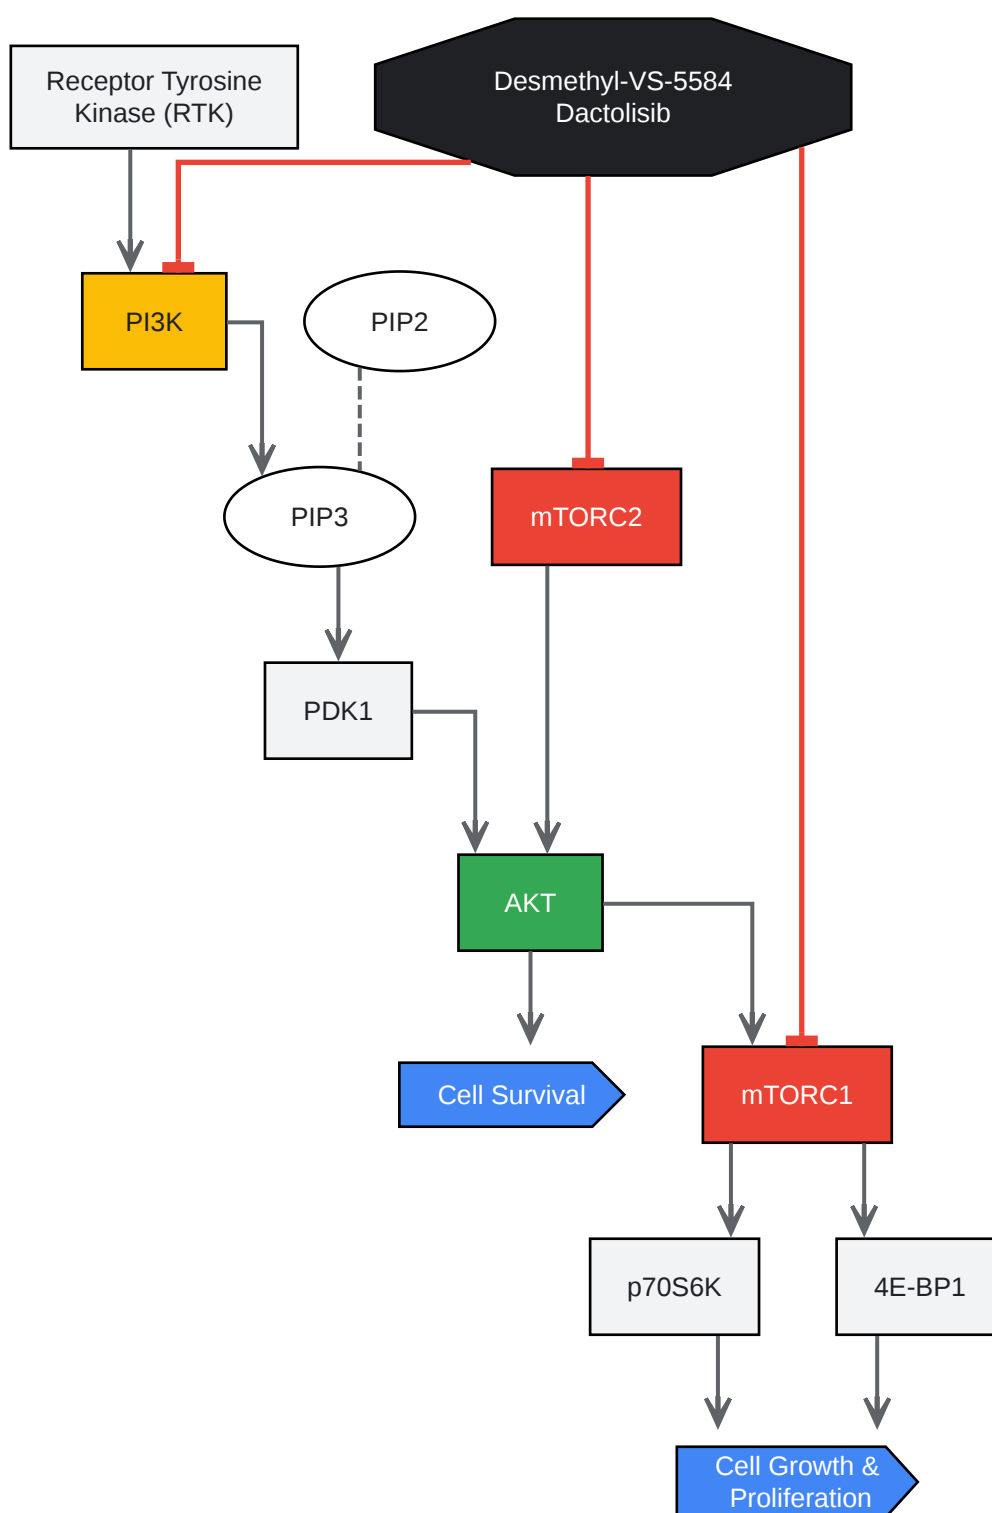 Receptor Tyrosine
Kinase (RTK)
Desmethyl-VS-5584
Dactolisib
PI3K
PIP2
PIP3
mTORC2
PDK1
AKT
Cell Survival
mTORC1
p70S6K
4E-BP1
Cell Growth &
Proliferation